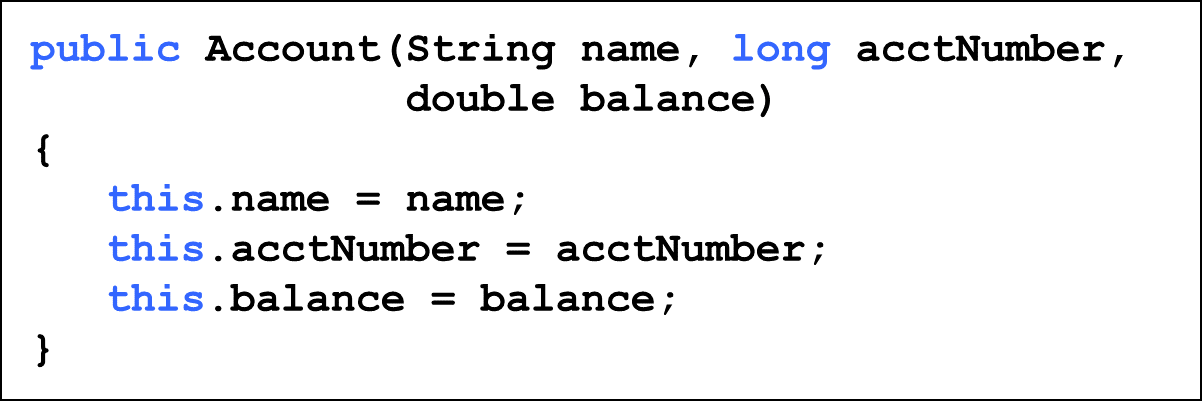 public Account(String name, long acctNumber,
double balance)
{
this.name = name;
this.acctNumber = acctNumber;
this.balance = balance;
}